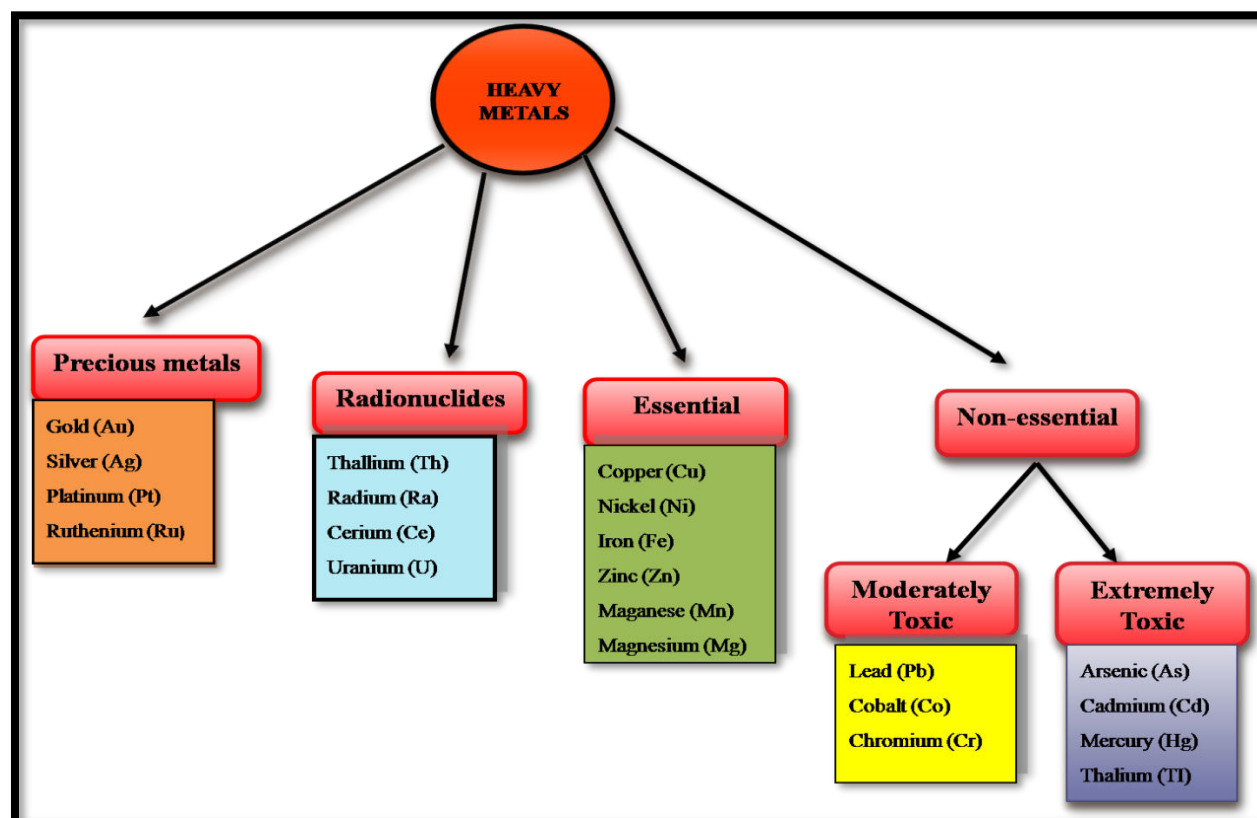 HEAVY
METALS
Precious metals
Gold (Au)
Silver (Ag)
Platinum (Pt)
Ruthenium (Ru)
Radionuclides
Thallium (Th)
Radium (Ra)
Cerium (Ce)
Uranium (U)
Essential
Copper (Cu)
Nickel (Ni)
Iron (Fe)
Zinc (Zn)
Maganese (Mn)
Magnesium (Mg)
Non-essential
Moderately
Toxic
Lead (Pb)
Cobalt (Co)
Chromium (Cr)
Extremely
Toxic
Arsenic (As)
Cadmium (Cd)
Mercury (Hg)
Thalium (TI)